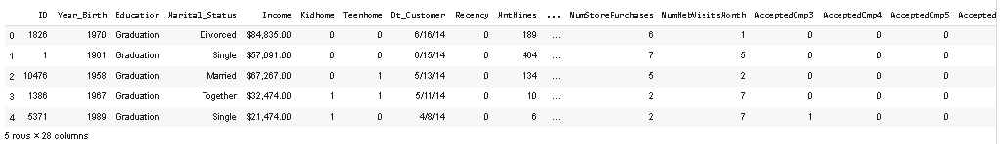 ID Year_Birth Education Marital_Status Income Kidhome Teenhome Dt_Customer Recency MntWines ... NumStorePurchases NumWebVisitsMonth AcceptedCmp3 AcceptedCmp4 AcceptedCmp5 Accepted
0 1826 1970 Graduation Divorced $84,835.00 0 0 6/16/14 0 189 ... 6 1 0 0 0
1 1 1961 Graduation Single $57,091.00 0 0 6/15/14 0 464 ... 7 5 0 0 0
2 10476 1958 Graduation Married $67,267.00 0 1 5/13/14 0 134 ... 5 2 0 0 0
3 1386 1967 Graduation Together $32,474.00 1 1 5/11/14 0 10 ... 2 7 0 0 0
4 5371 1989 Graduation Single $21,474.00 1 0 4/8/14 0 6 ... 2 7 1 0 0
5 rows × 28 columns